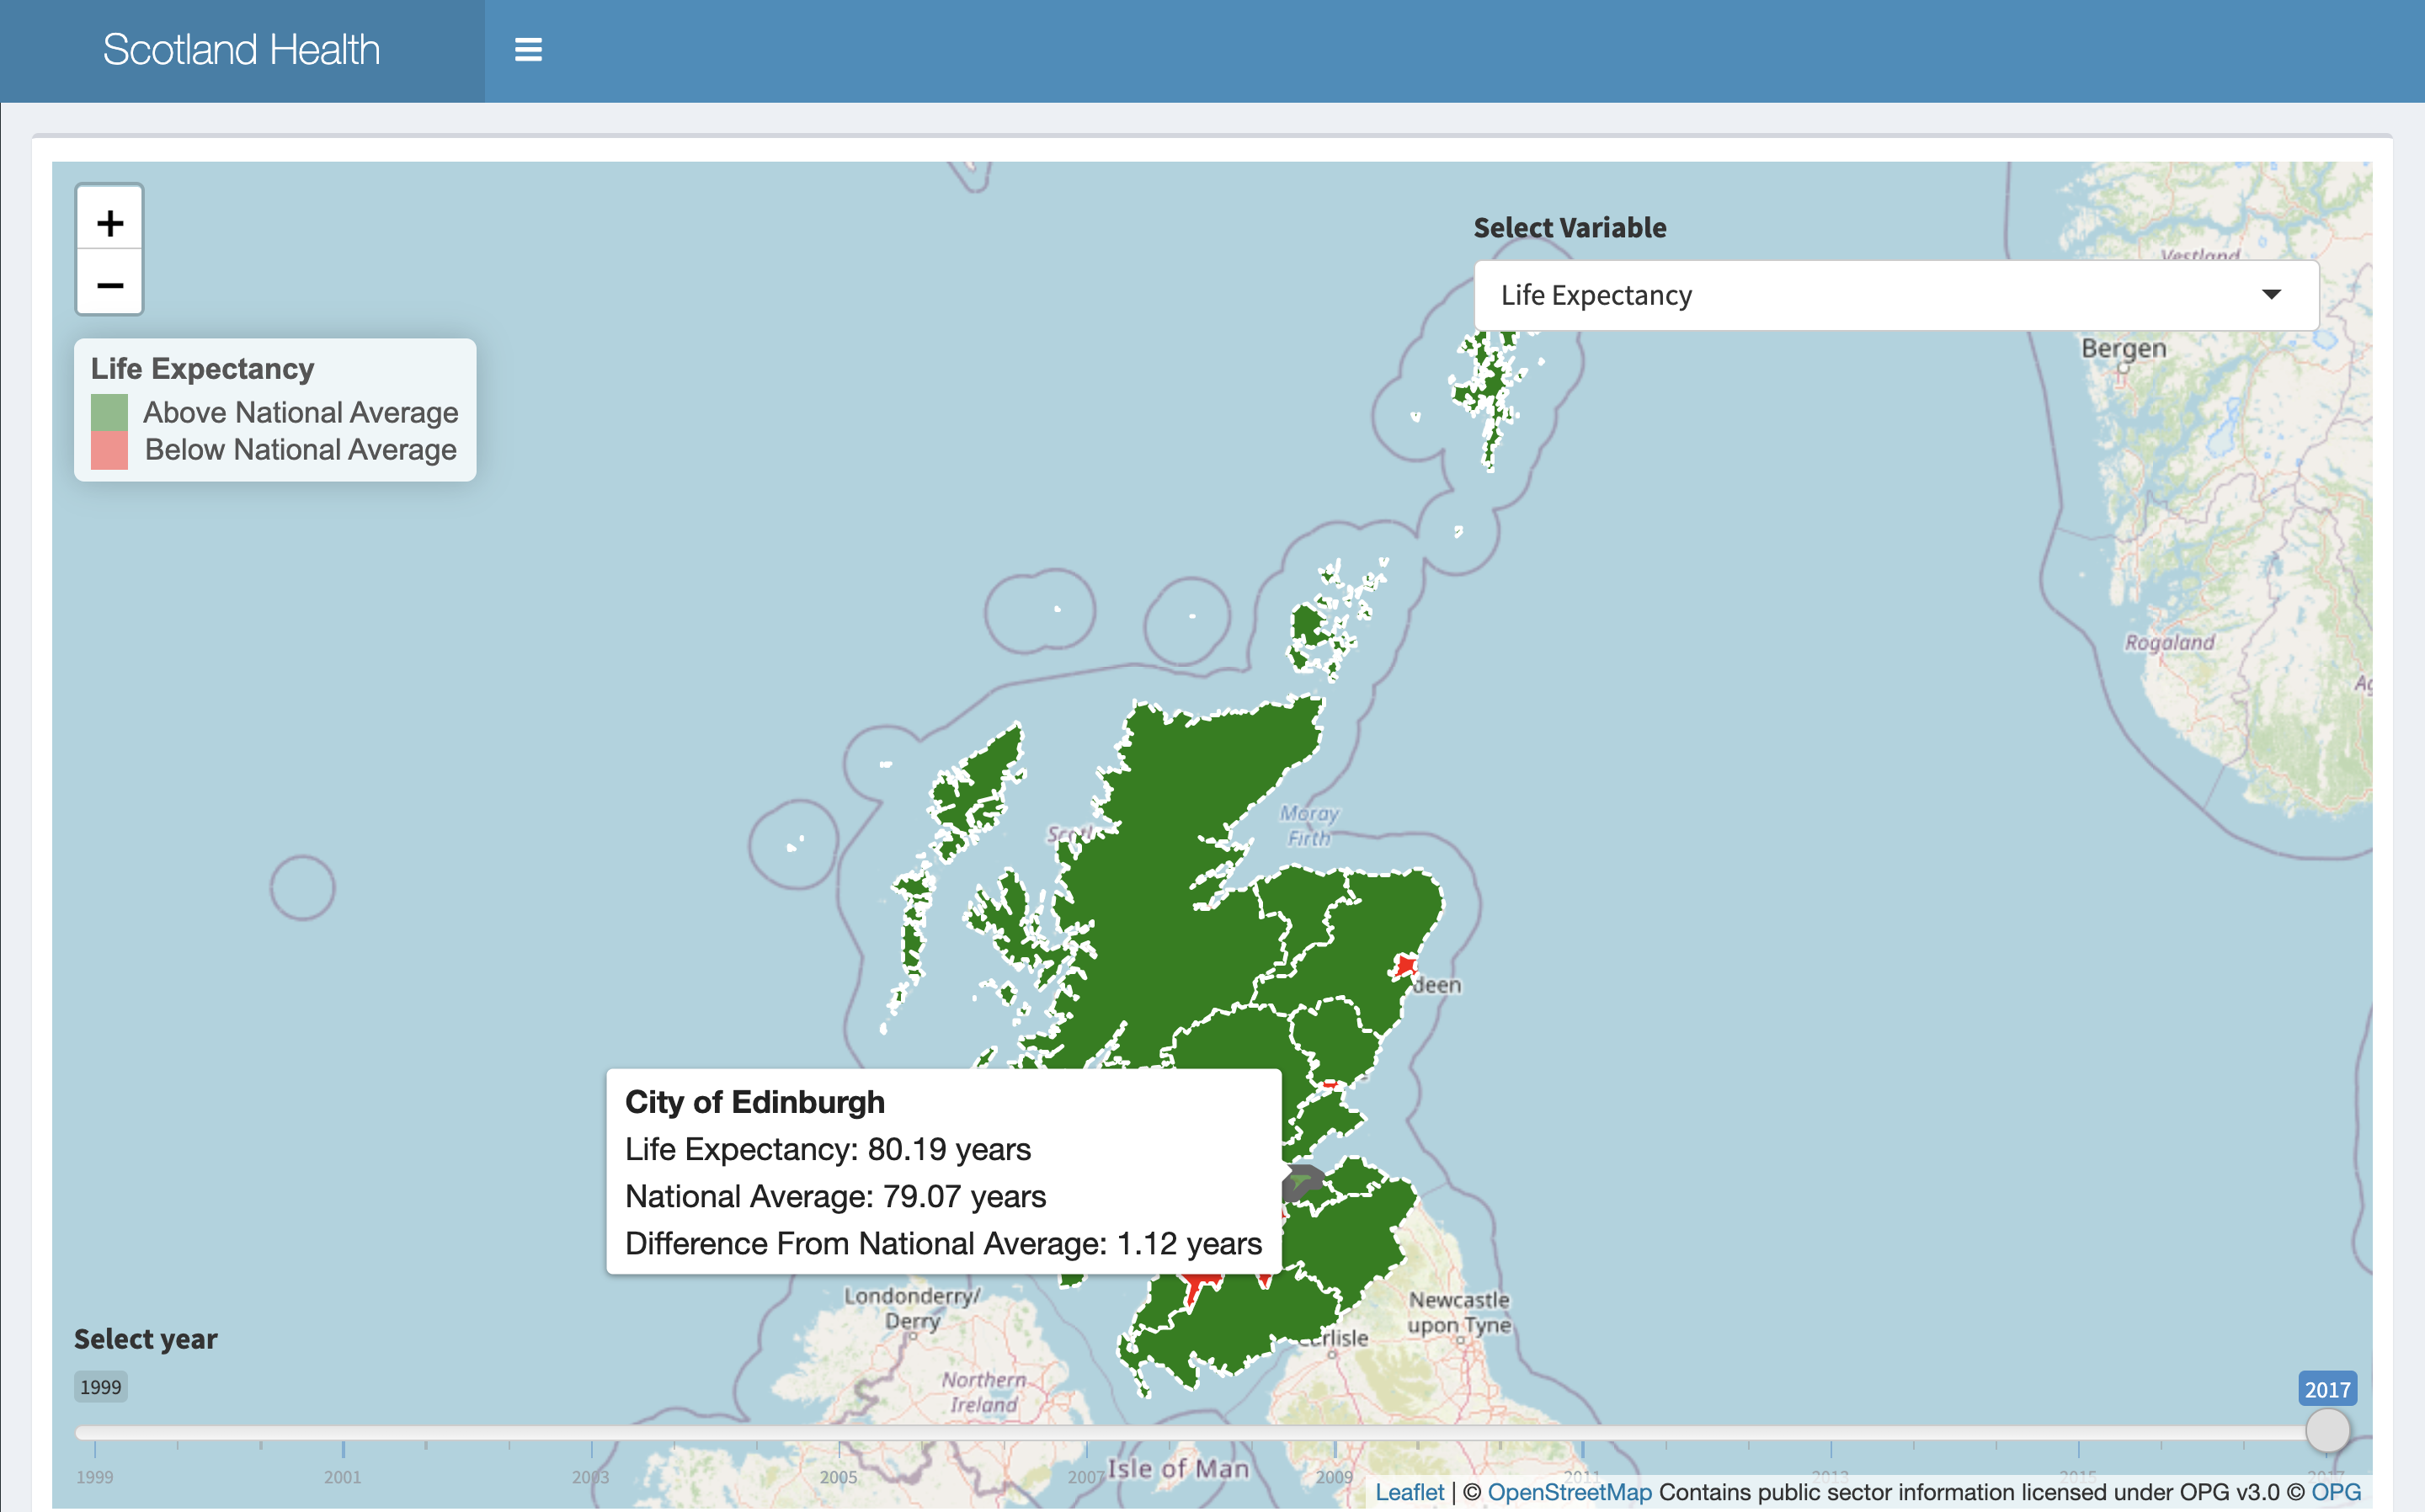 Scotland Health
+
−
Select Variable
Life Expectancy
Life Expectancy
Above National Average
Below National Average
Vestland
Bergen
Rogaland
Moray
Firth
deen
City of Edinburgh
Life Expectancy: 80.19 years
National Average: 79.07 years
Difference From National Average: 1.12 years
Londonderry/
Derry
Newcastle
upon Tyne
Northern
Ireland
Select year
1999
2017
1999
2001
2003
2005
2007
Isle of Man
2009
2011
2013
2015
2017
Leaflet | © OpenStreetMap Contains public sector information licensed under OPG v3.0 © OPG